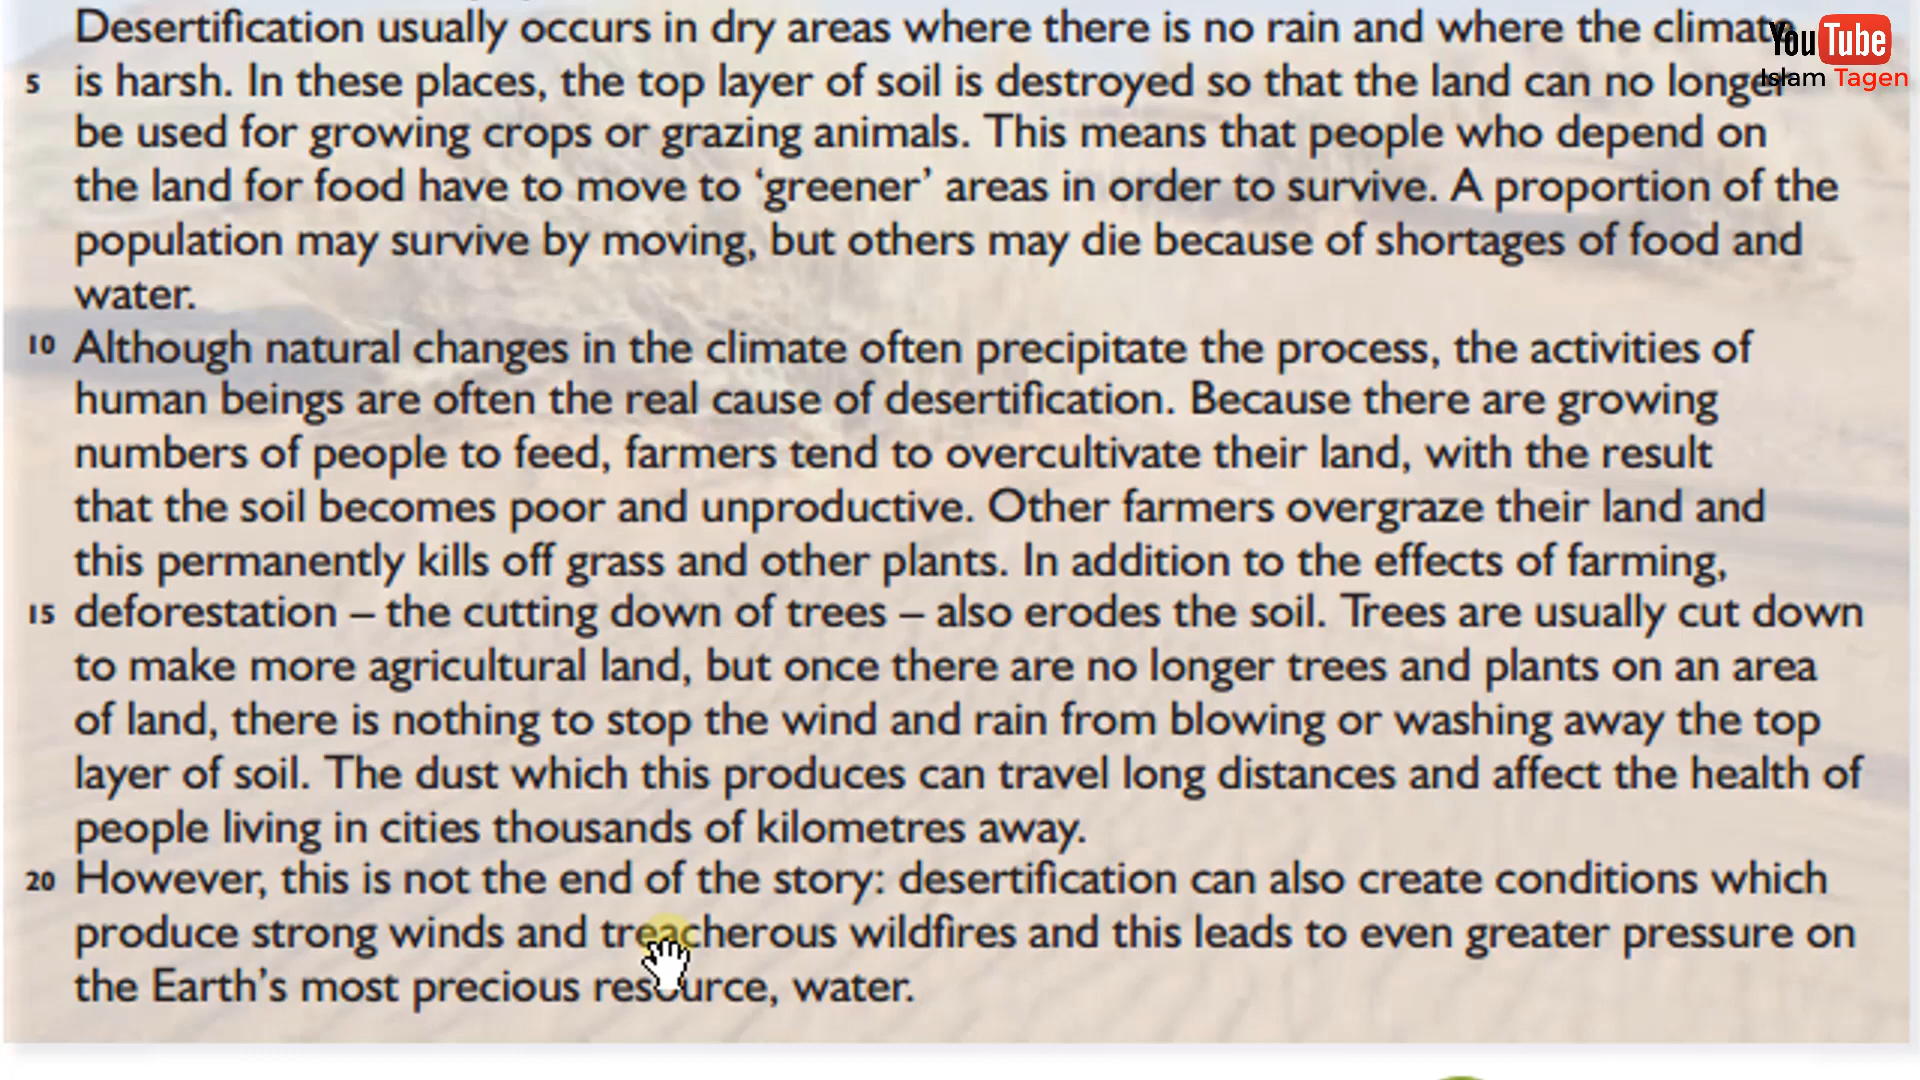 Desertification usually occurs in dry areas where there is no rain and where the climate
YouTube
5 is harsh. In these places, the top layer of soil is destroyed so that the land can no longer
Islam Tagen
be used for growing crops or grazing animals. This means that people who depend on
the land for food have to move to ‘greener’ areas in order to survive. A proportion of the
population may survive by moving, but others may die because of shortages of food and
water.
10 Although natural changes in the climate often precipitate the process, the activities of
human beings are often the real cause of desertification. Because there are growing
numbers of people to feed, farmers tend to overcultivate their land, with the result
that the soil becomes poor and unproductive. Other farmers overgraze their land and
this permanently kills off grass and other plants. In addition to the effects of farming,
15 deforestation – the cutting down of trees – also erodes the soil. Trees are usually cut down
to make more agricultural land, but once there are no longer trees and plants on an area
of land, there is nothing to stop the wind and rain from blowing or washing away the top
layer of soil. The dust which this produces can travel long distances and affect the health of
people living in cities thousands of kilometres away.
20 However, this is not the end of the story: desertification can also create conditions which
produce strong winds and treacherous wildfires and this leads to even greater pressure on
the Earth’s most precious resource, water.